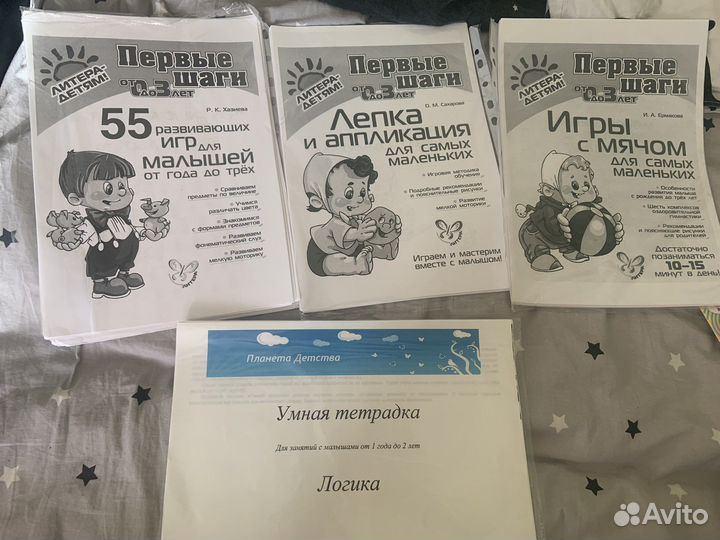 ЛИТЕРА-
ДЕТЯМ!
Первые
шаги
от 0 до 3 лет
Р. К. Хазиева
55 развивающих
игр для
малышей
от года до трёх
Сравниваем
предметы по величине
Учимся
различать цвета
Знакомимся
с формами предметов
Развиваем
фонематический слух
Развиваем
мелкую моторику
ЛИТЕРА
ЛИТЕРА-
ДЕТЯМ!
Первые
шаги
от 0 до 3 лет
О. М. Сахарова
Лепка
и аппликация
для самых
маленьких
Игровая методика
обучения
Подробные рекомендации
и пояснительные рисунки
Развитие
мелкой моторики
ЛИТЕРА
Играем и мастерим
вместе с малышом!
ЛИТЕРА-
ДЕТЯМ!
Первые
шаги
от 0 до 3 лет
И. А. Ермакова
Игры
с мячом
для самых
маленьких
Особенности
развития малыша
с рождения до трёх лет
Шесть комплексов
оздоровительной
гимнастики
Рекомендации
и поясняющие рисунки
для родителей
ЛИТЕРА
Достаточно
позаниматься
10–15
минут в день!
Планета Детства
Умная тетрадка
Для занятий с малышами от 1 года до 2 лет
Логика
Avito